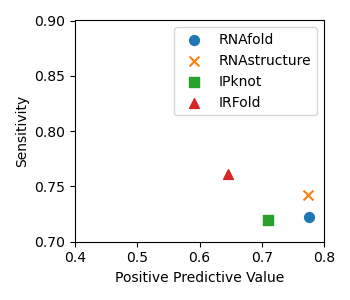 0.90
0.85
0.80
0.75
0.70
Sensitivity
RNAfold
RNAstructure
IPknot
IRFold
0.4
0.5
0.6
0.7
0.8
Positive Predictive Value